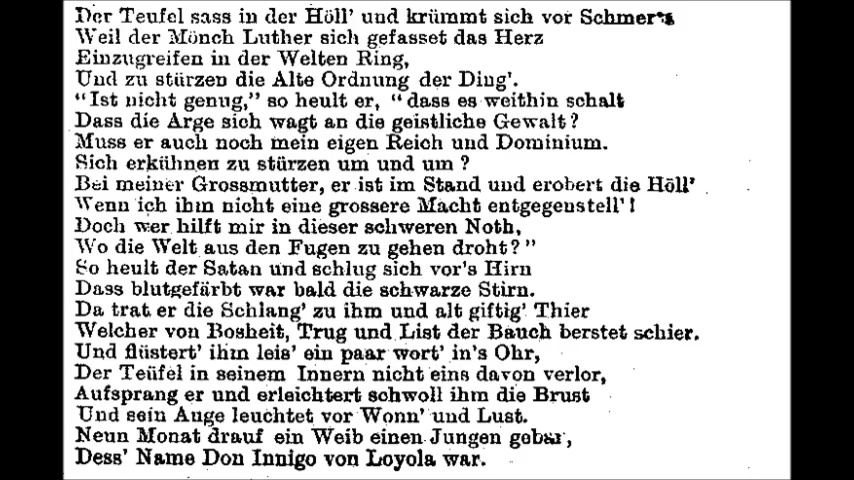 Der Teufel sass in der Höll' und krümmt sich vor Schmerts
Weil der Mönch Luther sich gefasset das Herz
Einzugreifen in der Welten Ring,
Und zu stürzen die Alte Ordnung der Ding'.
“Ist nicht genug,” so heult er, “dass es weithin schalt
Dass die Arge sich wagt an die geistliche Gewalt?
Muss er auch noch mein eigen Reich und Dominium.
Sich erkühnen zu stürzen um und um?
Bei meiner Grossmutter, er ist im Stand und erobert die Höll'
Wenn ich ihm nicht eine grossere Macht entgegenstell'!
Doch wer hilft mir in dieser schweren Noth,
Wo die Welt aus den Fugen zu gehen droht?”
So heult der Satan und schlug sich vor's Hirn
Dass blutgefärbt war bald die schwarze Stirn.
Da trat er die Schlang' zu ihm und alt giftig' Thier
Welcher von Bosheit, Trug und List der Bauch berstet schier.
Und flüstert' ihm leis' ein paar wort' in's Ohr,
Der Teüfel in seinem Innern nicht eins davon verlor,
Aufsprang er und erleichtert schwoll ihm die Brust
Und sein Auge leuchtet vor Wonn' und Lust.
Neun Monat drauf ein Weib einen Jungen gebar,
Dess' Name Don Innigo von Loyola war.